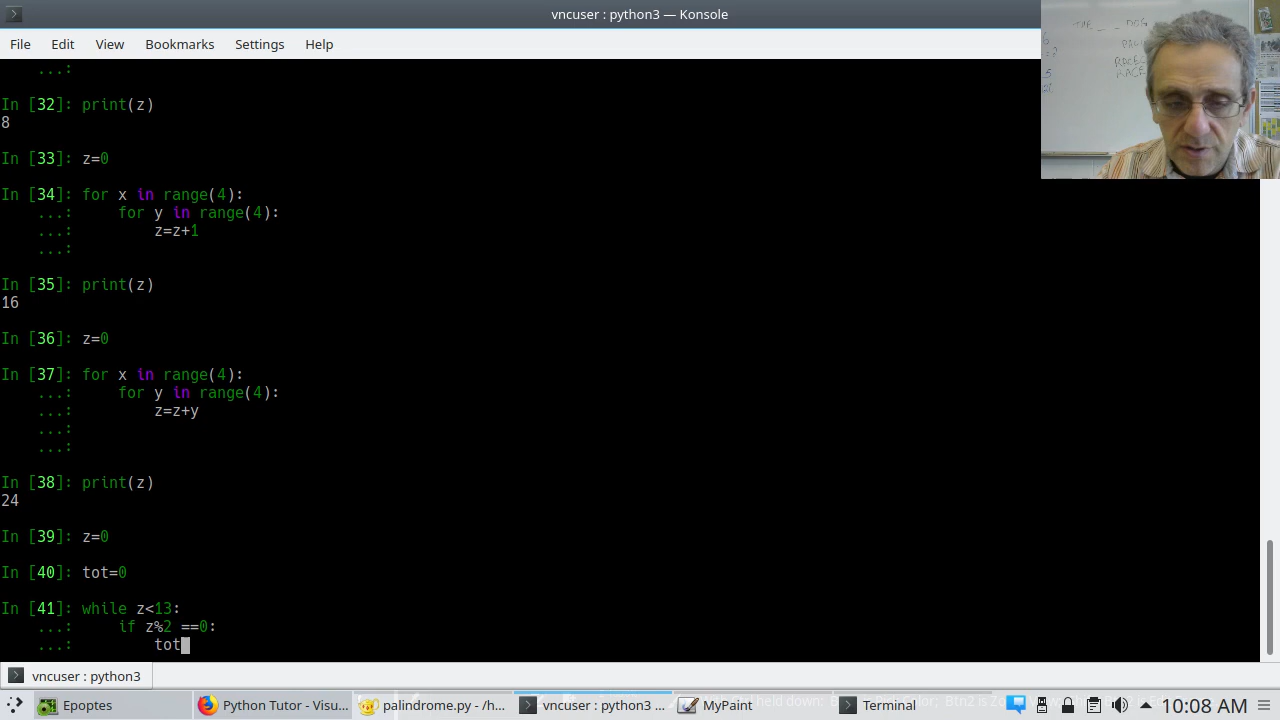 vncuser : python3 — Konsole
File Edit View Bookmarks Settings Help
...:
In [32]: print(z)
8
In [33]: z=0
In [34]: for x in range(4):
...: for y in range(4):
...: z=z+1
...:
In [35]: print(z)
16
In [36]: z=0
In [37]: for x in range(4):
...: for y in range(4):
...: z=z+y
...:
...:
In [38]: print(z)
24
In [39]: z=0
In [40]: tot=0
In [41]: while z<13:
...: if z%2 ==0:
...: tot
vncuser : python3
Epoptes
Python Tutor - Visu...
palindrome.py - /h...
vncuser : python3 ...
MyPaint
Terminal
10:08 AM
THE _ _ DOG